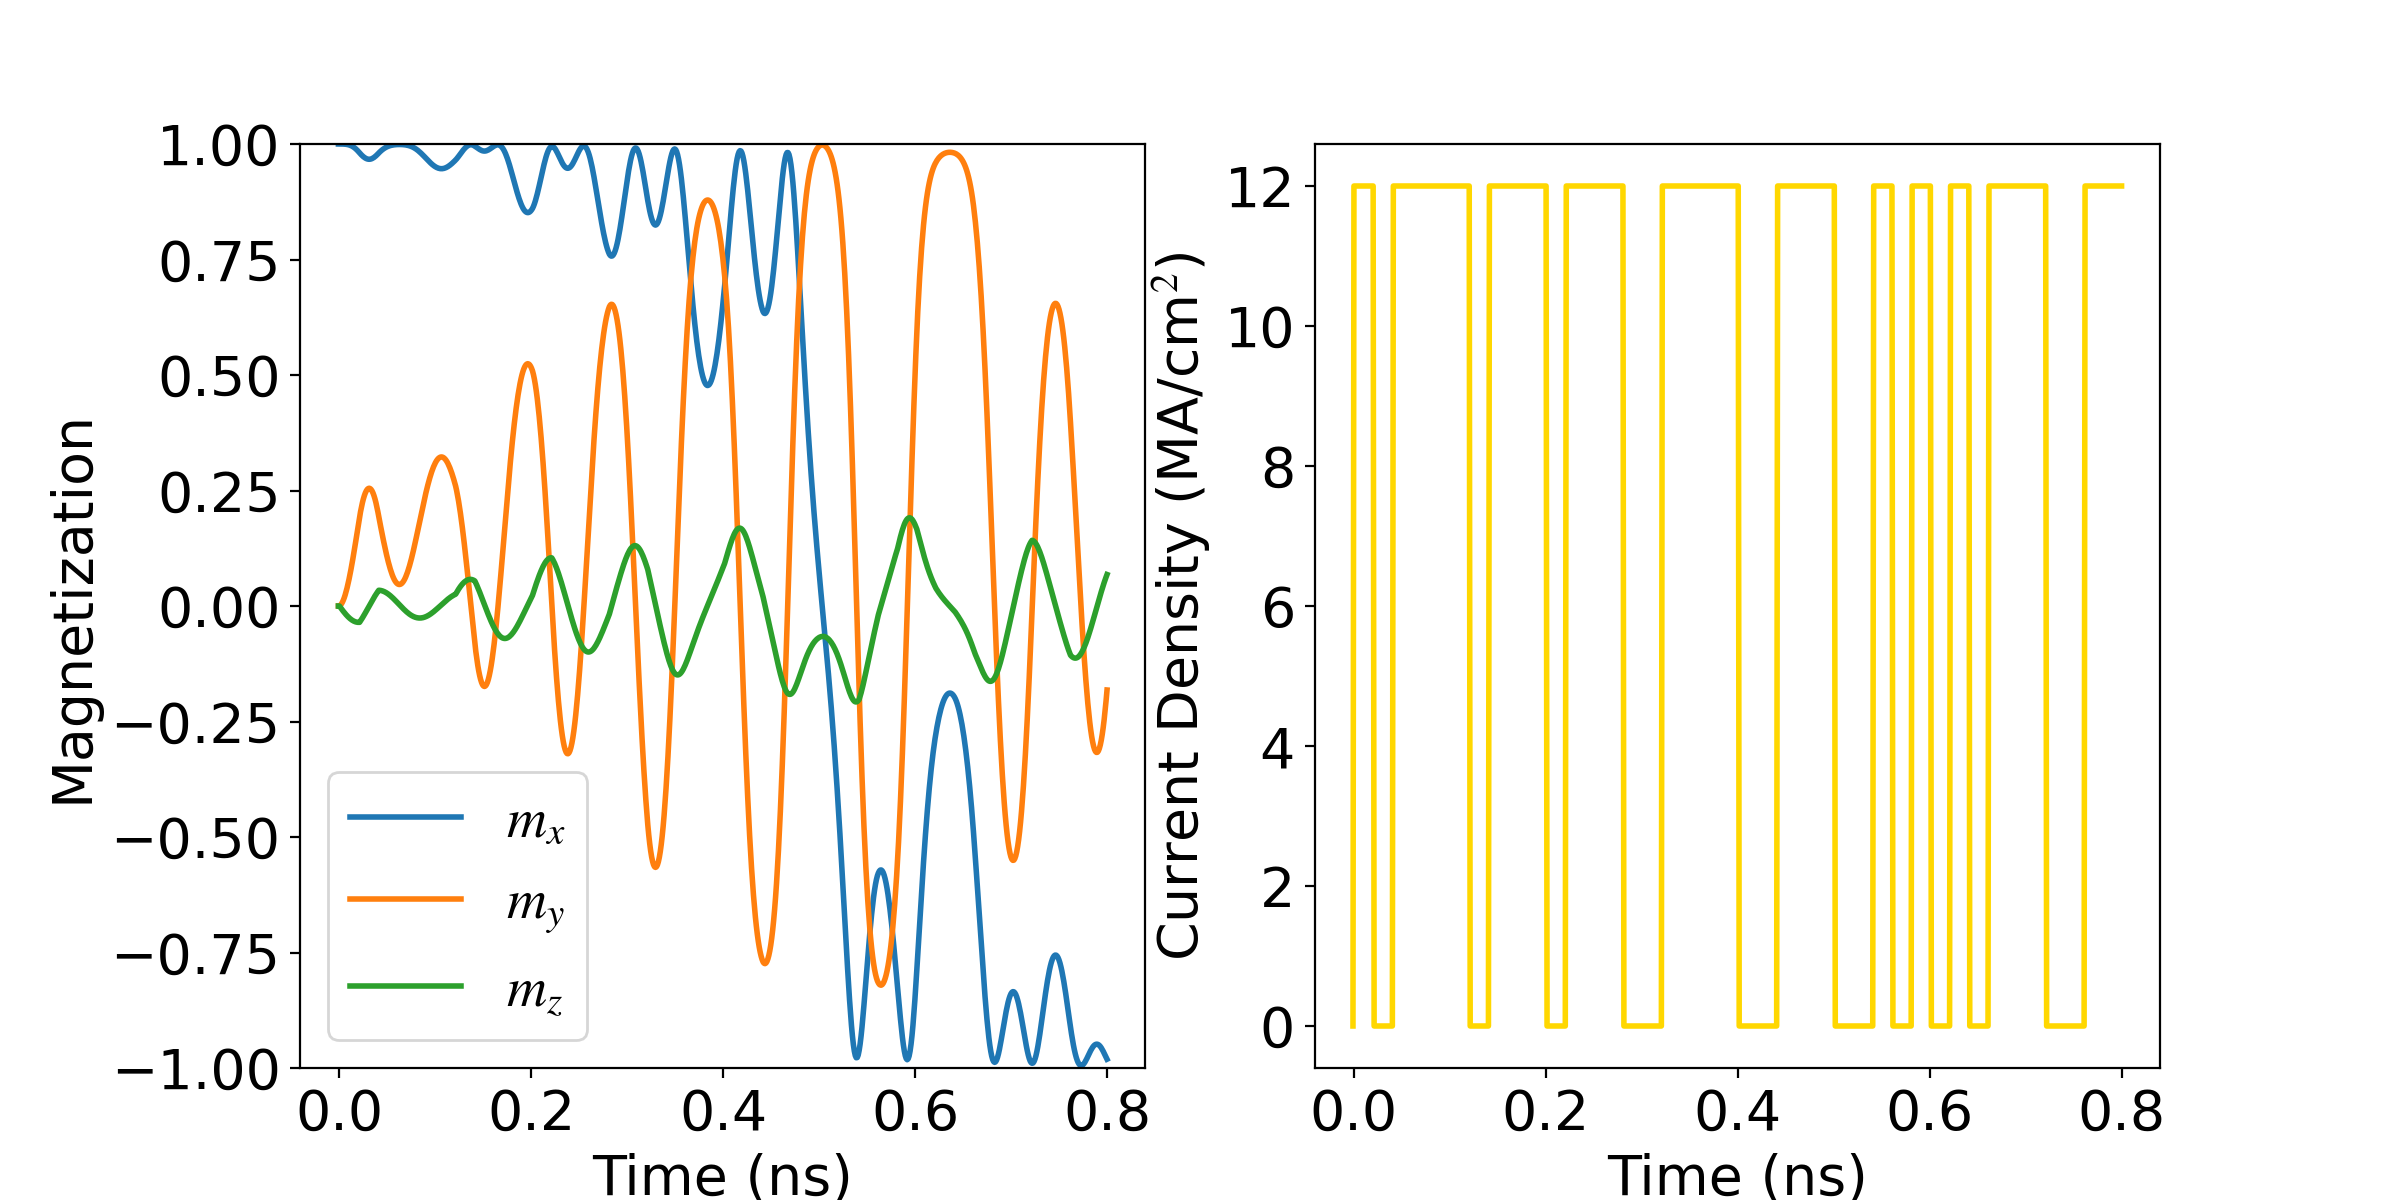 Magnetization
1.00
0.75
0.50
0.25
0.00
−0.25
−0.50
−0.75
−1.00
m_x
m_y
m_z
0.0 0.2 0.4 0.6 0.8
Time (ns)
Current Density (MA/cm²)
12
10
8
6
4
2
0
0.0 0.2 0.4 0.6 0.8
Time (ns)